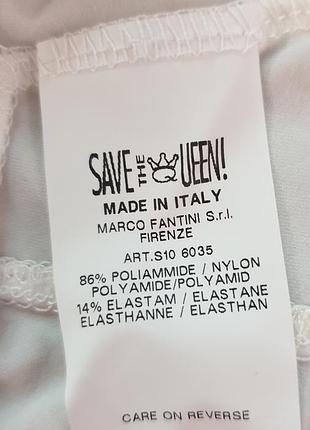 SAVE THE QUEEN!
MADE IN ITALY
MARCO FANTINI S.r.l.
FIRENZE
ART.S10 6035
86% POLIAMMIDE / NYLON
POLYAMIDE/POLYAMID
14% ELASTAM / ELASTANE
ELASTHANNE / ELASTHAN
CARE ON REVERSE